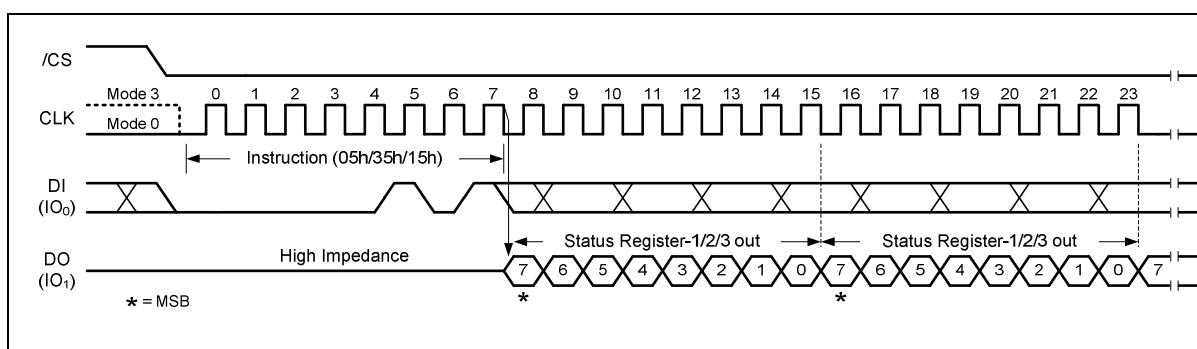 /CS
Mode 3
0 1 2 3 4 5 6 7 8 9 10 11 12 13 14 15 16 17 18 19 20 21 22 23
CLK
Mode 0
Instruction (05h/35h/15h)
DI
(IO₀)
Status Register-1/2/3 out Status Register-1/2/3 out
High Impedance
DO
(IO₁)
7 6 5 4 3 2 1 0 7 6 5 4 3 2 1 0 7
* *
* = MSB